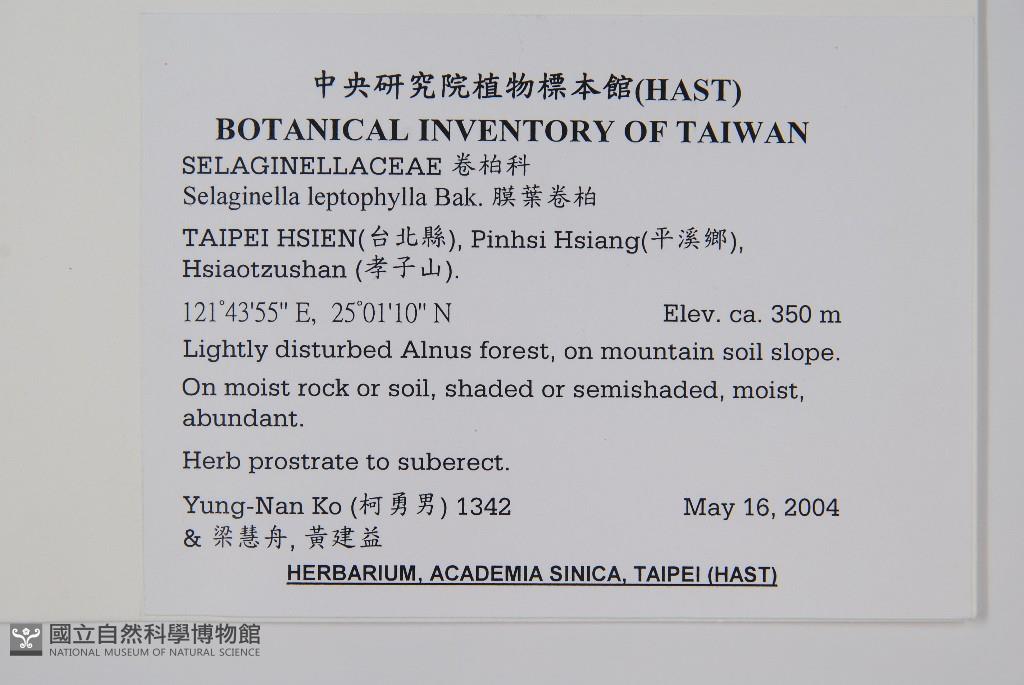 中央研究院植物標本館(HAST)
BOTANICAL INVENTORY OF TAIWAN
SELAGINELLACEAE 卷柏科
Selaginella leptophylla Bak. 膜葉卷柏
TAIPEI HSIEN(台北縣), Pinhsi Hsiang(平溪鄉),
Hsiaotzushan (孝子山).
121°43'55" E, 25°01'10" N Elev. ca. 350 m
Lightly disturbed Alnus forest, on mountain soil slope.
On moist rock or soil, shaded or semishaded, moist,
abundant.
Herb prostrate to suberect.
Yung-Nan Ko (柯勇男) 1342 May 16, 2004
& 梁慧舟, 黃建益
HERBARIUM, ACADEMIA SINICA, TAIPEI (HAST)
國立自然科學博物館
NATIONAL MUSEUM OF NATURAL SCIENCE